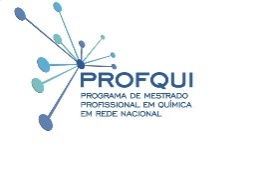 PROFQUI
PROGRAMA DE MESTRADO
PROFISSIONAL EM QUÍMICA
EM REDE NACIONAL